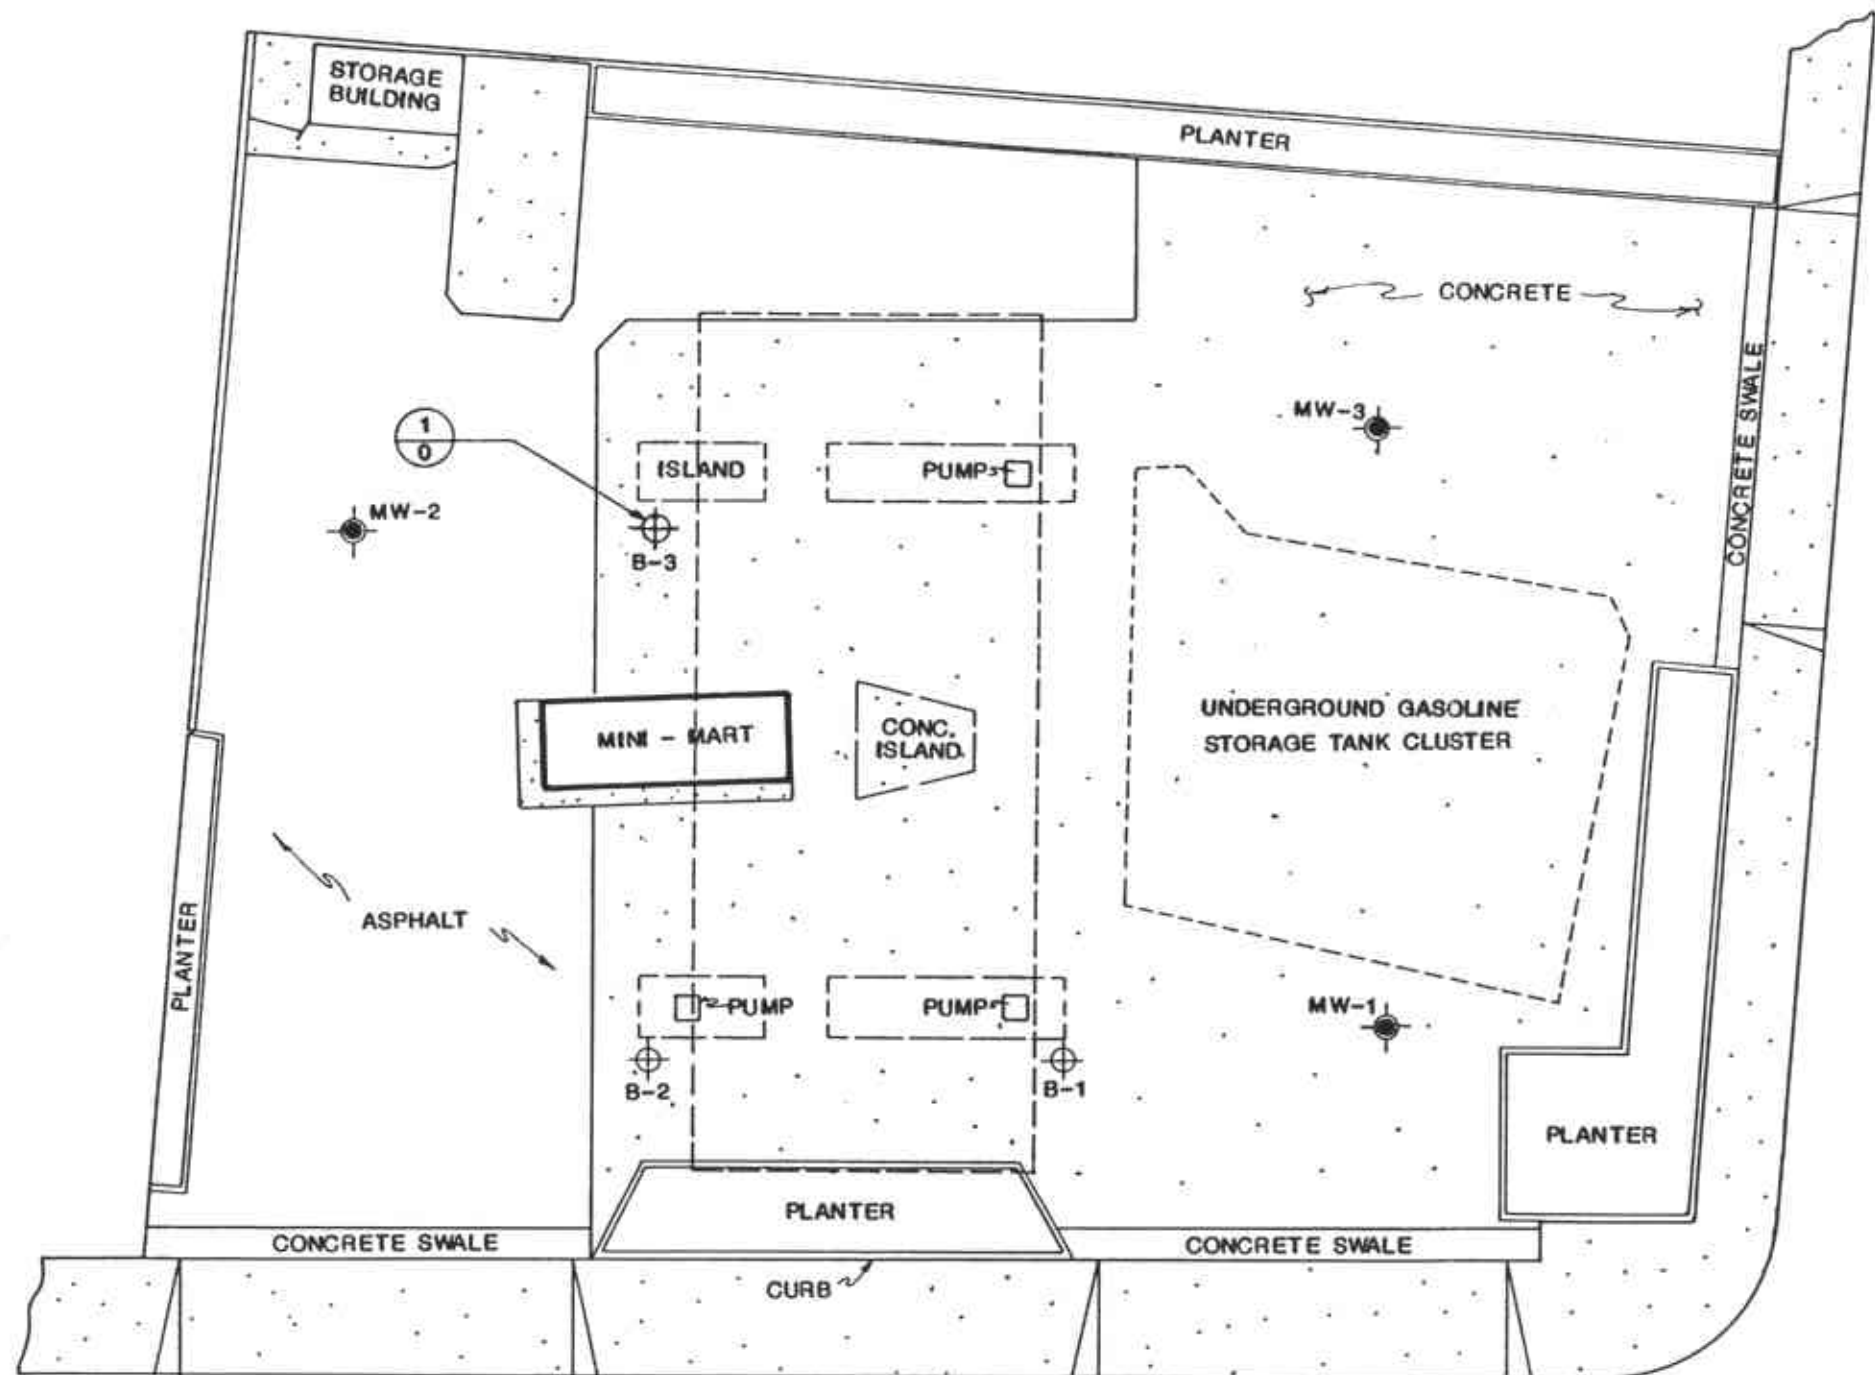 STORAGE
BUILDING
PLANTER
CONCRETE
CONCRETE SWALE
MW-3
1
0
ISLAND
PUMP
MW-2
B-3
MINI - MART
CONC.
ISLAND
UNDERGROUND GASOLINE
STORAGE TANK CLUSTER
ASPHALT
PLANTER
PUMP
PUMP
MW-1
B-2
B-1
PLANTER
PLANTER
CONCRETE SWALE
CONCRETE SWALE
CURB